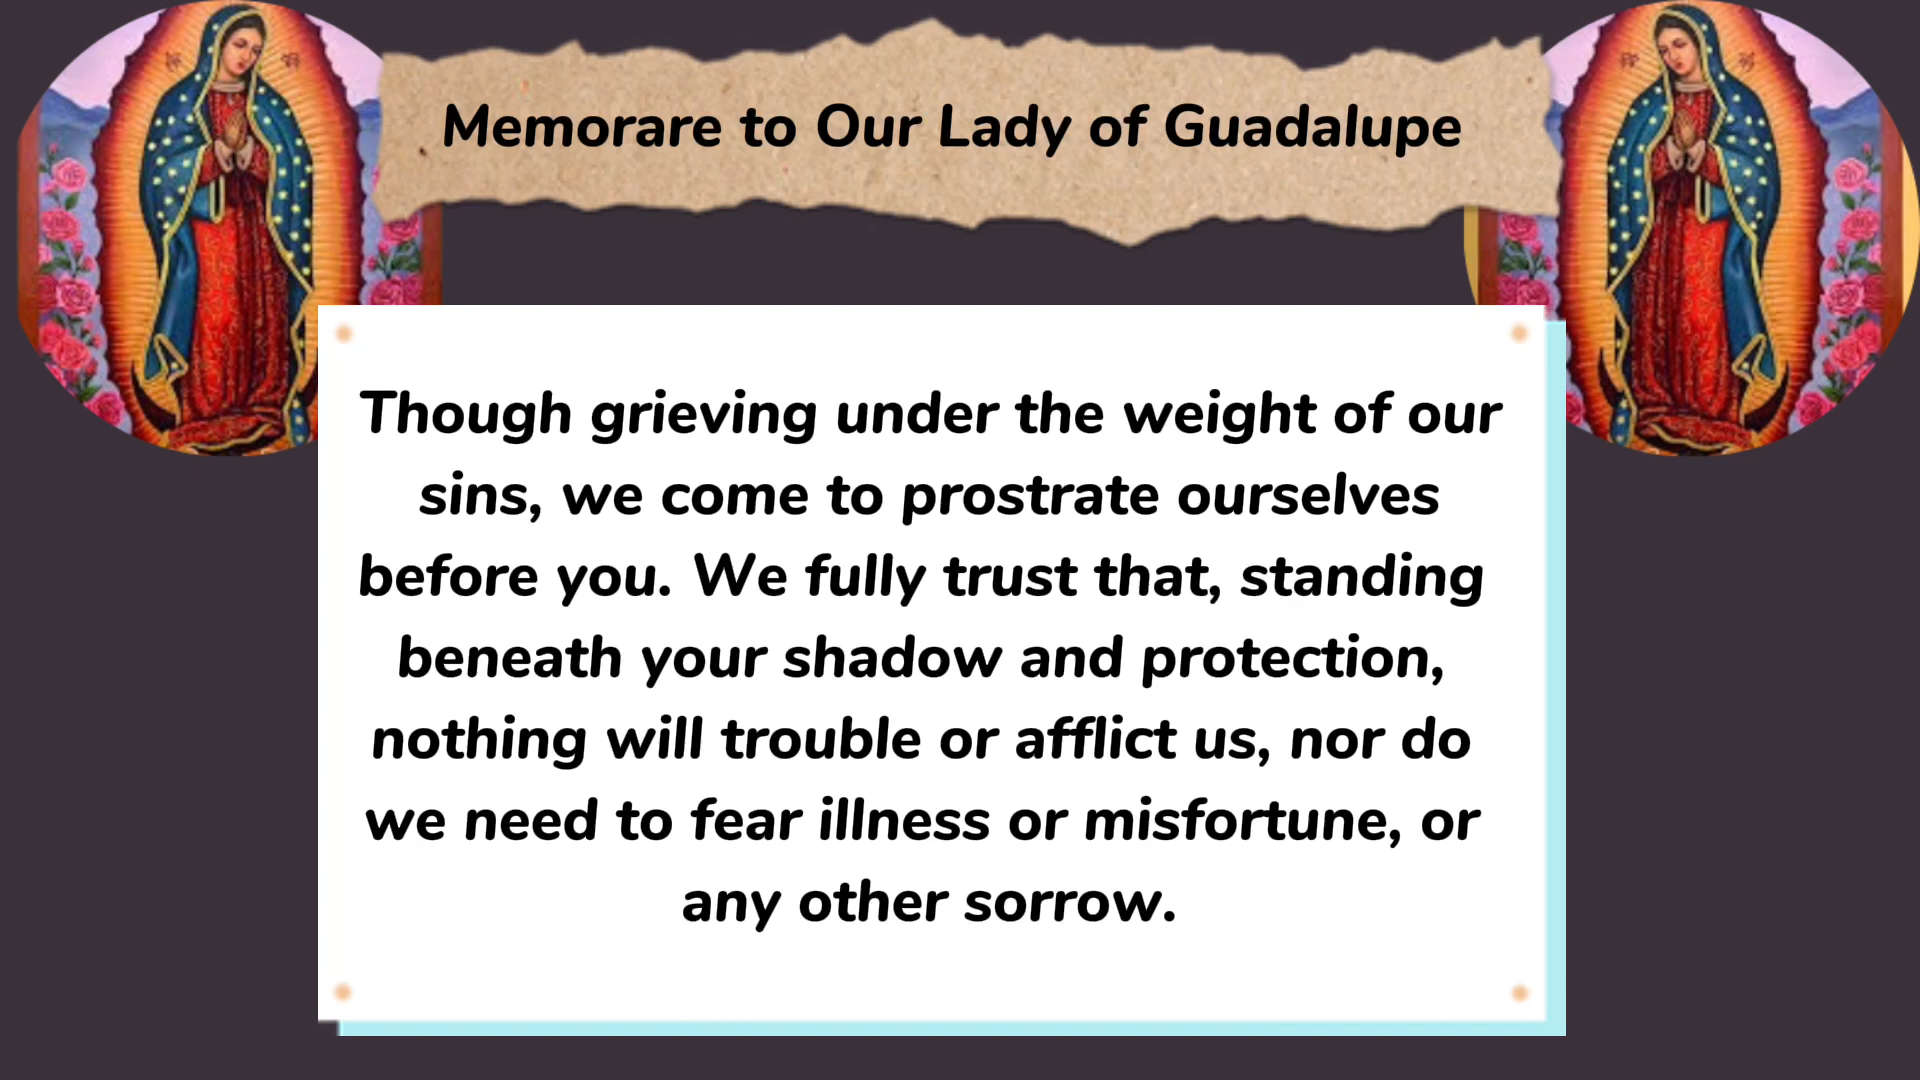 Memorare to Our Lady of Guadalupe
Though grieving under the weight of our
sins, we come to prostrate ourselves
before you. We fully trust that, standing
beneath your shadow and protection,
nothing will trouble or afflict us, nor do
we need to fear illness or misfortune, or
any other sorrow.